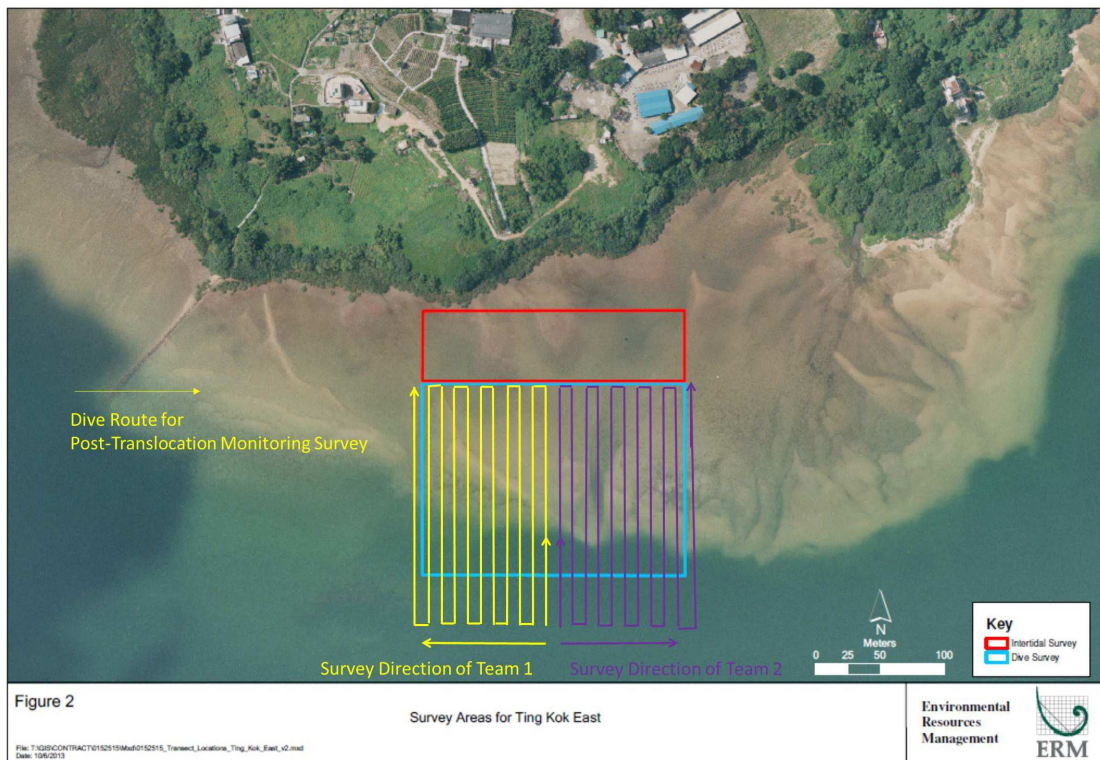 Dive Route for
Post-Translocation Monitoring Survey
Survey Direction of Team 1
Survey Direction of Team 2
N
Meters
0 25 50 100
Key
Intertidal Survey
Dive Survey
Figure 2
Survey Areas for Ting Kok East
File: T:\GIS\CONTRACT\0152515\Mxd\0152515_Transect_Locations_Ting_Kok_East_v2.mxd
Date: 10/6/2013
Environmental
Resources
Management
ERM